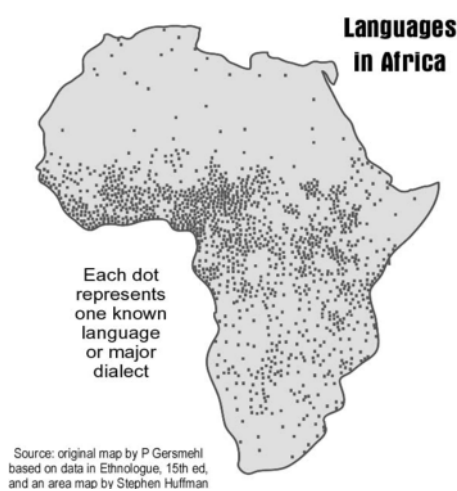 Languages
in Africa
Each dot
represents
one known
language
or major
dialect
Source: original map by P Gersmehl
based on data in Ethnologue, 15th ed,
and an area map by Stephen Huffman